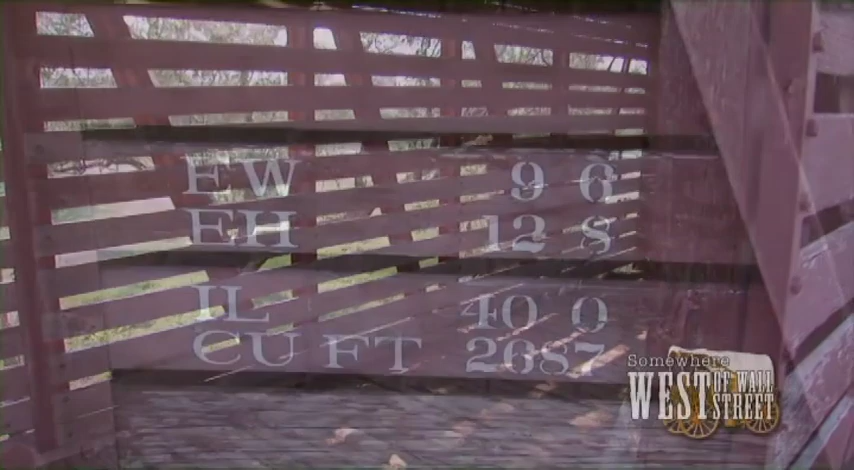 EW 9 6
EH 12 8
IL 40 0
CU FT 2687
Somewhere
WEST OF WALL STREET